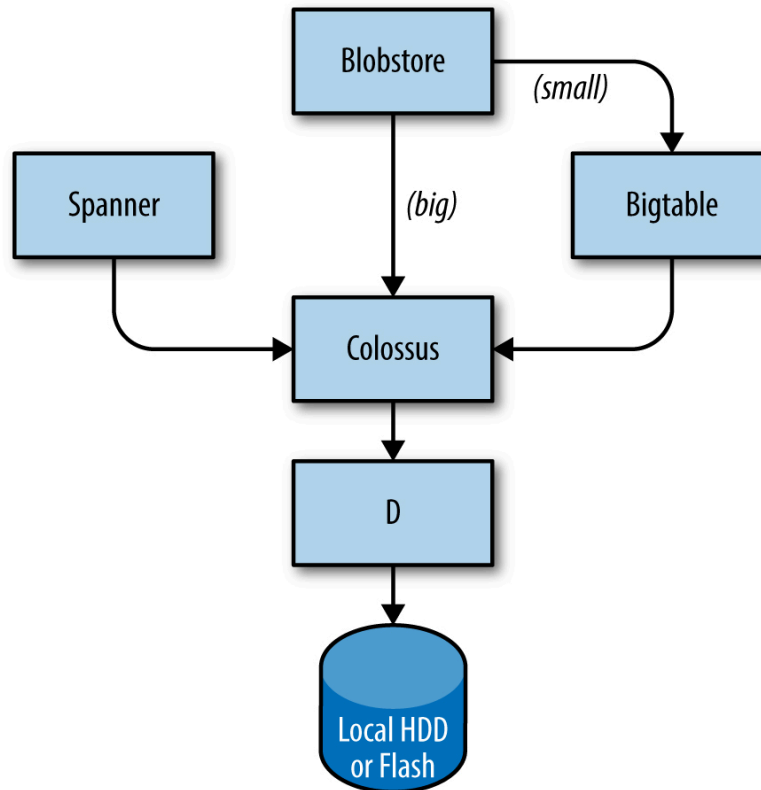 Blobstore
(small)
Spanner
(big)
Bigtable
Colossus
D
Local HDD
or Flash